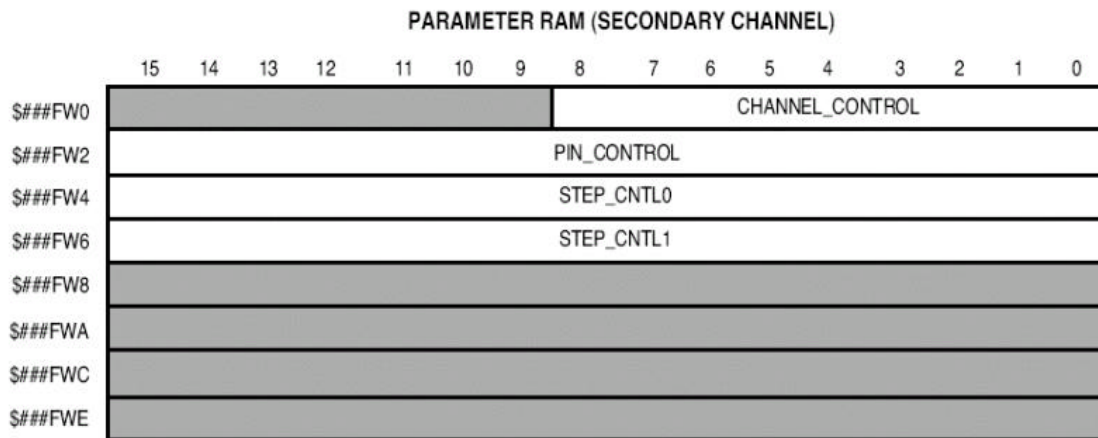 PARAMETER RAM (SECONDARY CHANNEL)
15 14 13 12 11 10 9 8 7 6 5 4 3 2 1 0
$###FW0 CHANNEL_CONTROL
$###FW2 PIN_CONTROL
$###FW4 STEP_CNTL0
$###FW6 STEP_CNTL1
$###FW8
$###FWA
$###FWC
$###FWE